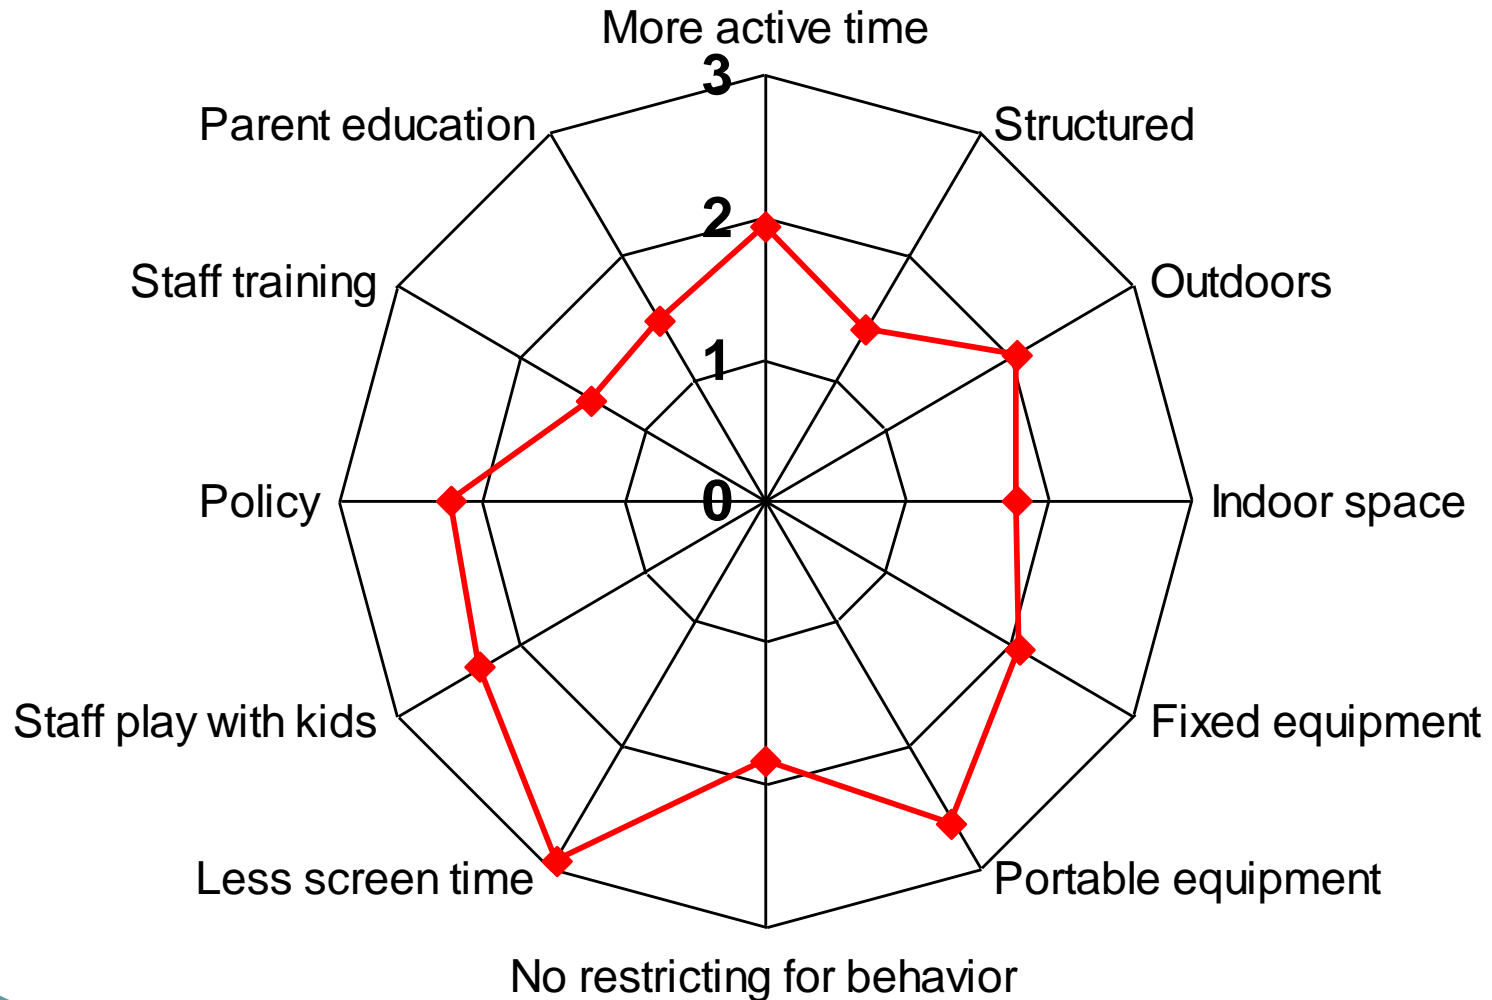 More active time
3
Parent education
Structured
2
Staff training
Outdoors
1
Policy
0
Indoor space
Staff play with kids
Fixed equipment
Less screen time
Portable equipment
No restricting for behavior